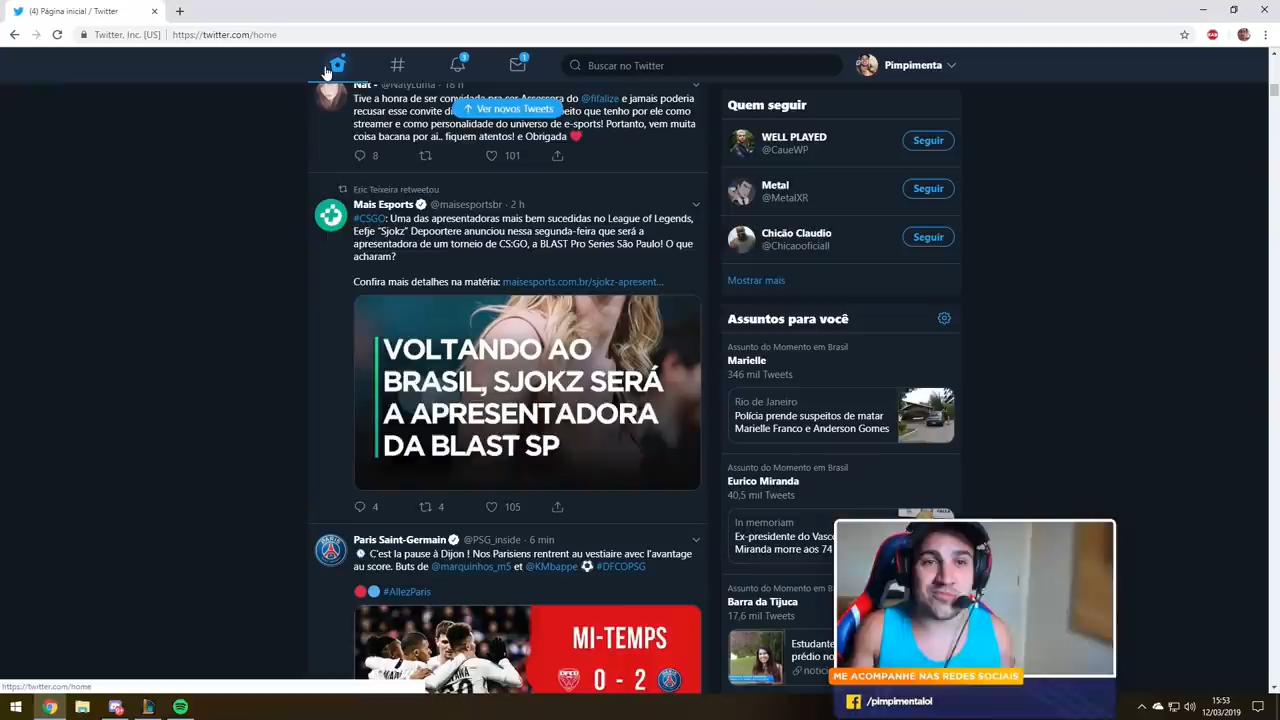 (4) Página inicial / Twitter
Twitter, Inc. [US]
https://twitter.com/home
3
1
Buscar no Twitter
Pimpimenta
Nat - @NatyLuma · 18 h
Tive a honra de ser convidada pra ser Assessora do @fifalize e jamais poderia
recusar esse convite
Ver novos Tweets
que tenho por ele como
streamer e como personalidade do universo de e-sports! Portanto, vem muita
coisa bacana por ai.. fiquem atentos! e Obrigada
8
101
Eric Teixeira retweetou
Mais Esports @maisesportsbr · 2 h
#CSGO: Uma das apresentadoras mais bem sucedidas no League of Legends,
Eefje "Sjokz" Depoortere anunciou nessa segunda-feira que será a
apresentadora de um torneio de CS:GO, a BLAST Pro Series São Paulo! O que
acharam?
Confira mais detalhes na matéria: maisesports.com.br/sjokz-apresent...
VOLTANDO AO
BRASIL, SJOKZ SERÁ
A APRESENTADORA
DA BLAST SP
4
4
105
Paris Saint-Germain @PSG_inside · 6 min
C'est la pause à Dijon ! Nos Parisiens rentrent au vestiaire avec l'avantage
au score. Buts de @marquinhos_m5 et @KMbappe #DFCOPSG
#AllezParis
MI-TEMPS
0 - 2
Quem seguir
WELL PLAYED
@CaueWP
Seguir
Metal
@MetalXR
Seguir
Chicão Claudio
@Chicaooficiall
Seguir
Mostrar mais
Assuntos para você
Assunto do Momento em Brasil
Marielle
346 mil Tweets
Rio de Janeiro
Polícia prende suspeitos de matar
Marielle Franco e Anderson Gomes
Assunto do Momento em Brasil
Eurico Miranda
40,5 mil Tweets
In memoriam
Ex-presidente do Vasco
Miranda morre aos 74
Assunto do Momento em Brasil
Barra da Tijuca
17,6 mil Tweets
Estudante
prédio no
ME ACOMPANHE NAS REDES SOCIAIS
/pimpimentalol
https://twitter.com/home
15:53
12/03/2019